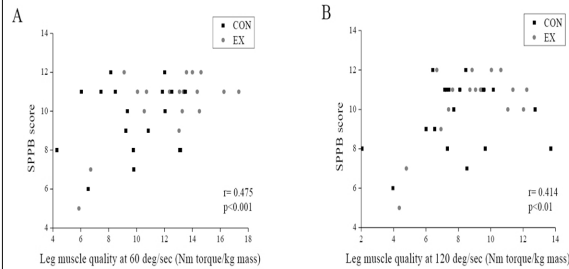 A
CON
EX
14
12
10
8
6
4
SPPB score
r= 0.475
p<0.001
4 6 8 10 12 14 16 18
Leg muscle quality at 60 deg/sec (Nm torque/kg mass)
B
CON
EX
14
12
10
8
6
4
SPPB score
r= 0.414
p<0.01
2 4 6 8 10 12 14
Leg muscle quality at 120 deg/sec (Nm torque/kg mass)